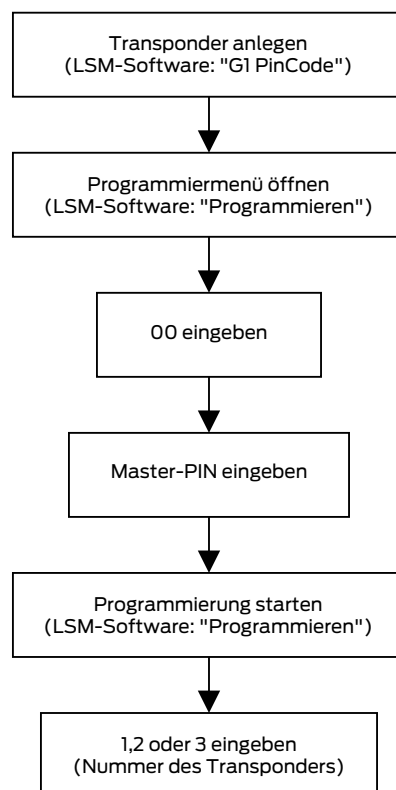 Transponder anlegen
(LSM-Software: "G1 PinCode")
Programmiermenü öffnen
(LSM-Software: "Programmieren")
00 eingeben
Master-PIN eingeben
Programmierung starten
(LSM-Software: "Programmieren")
1,2 oder 3 eingeben
(Nummer des Transponders)